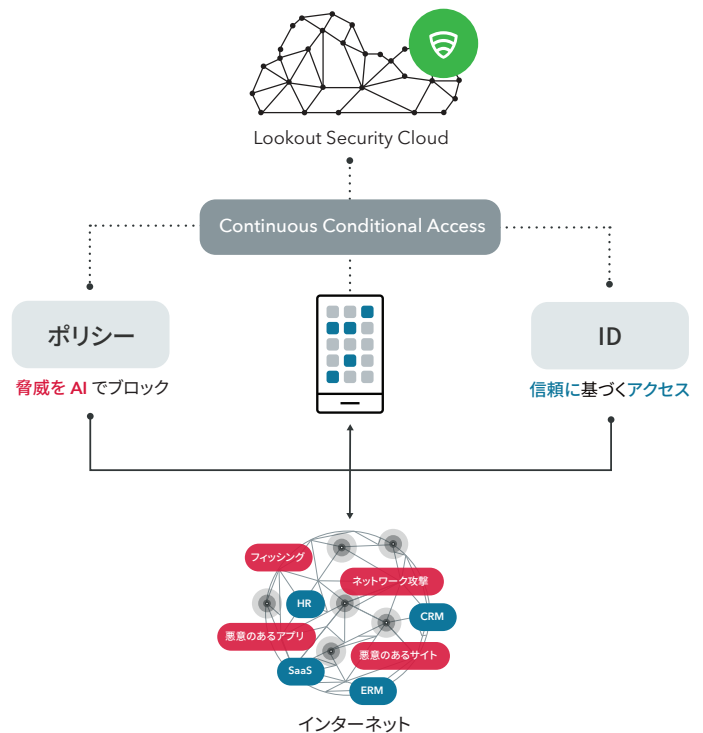 Lookout Security Cloud
Continuous Conditional Access
ポリシー
ID
脅威を AI でブロック
信頼に基づくアクセス
フィッシング
ネットワーク攻撃
HR
CRM
悪意のあるアプリ
悪意のあるサイト
SaaS
ERM
インターネット